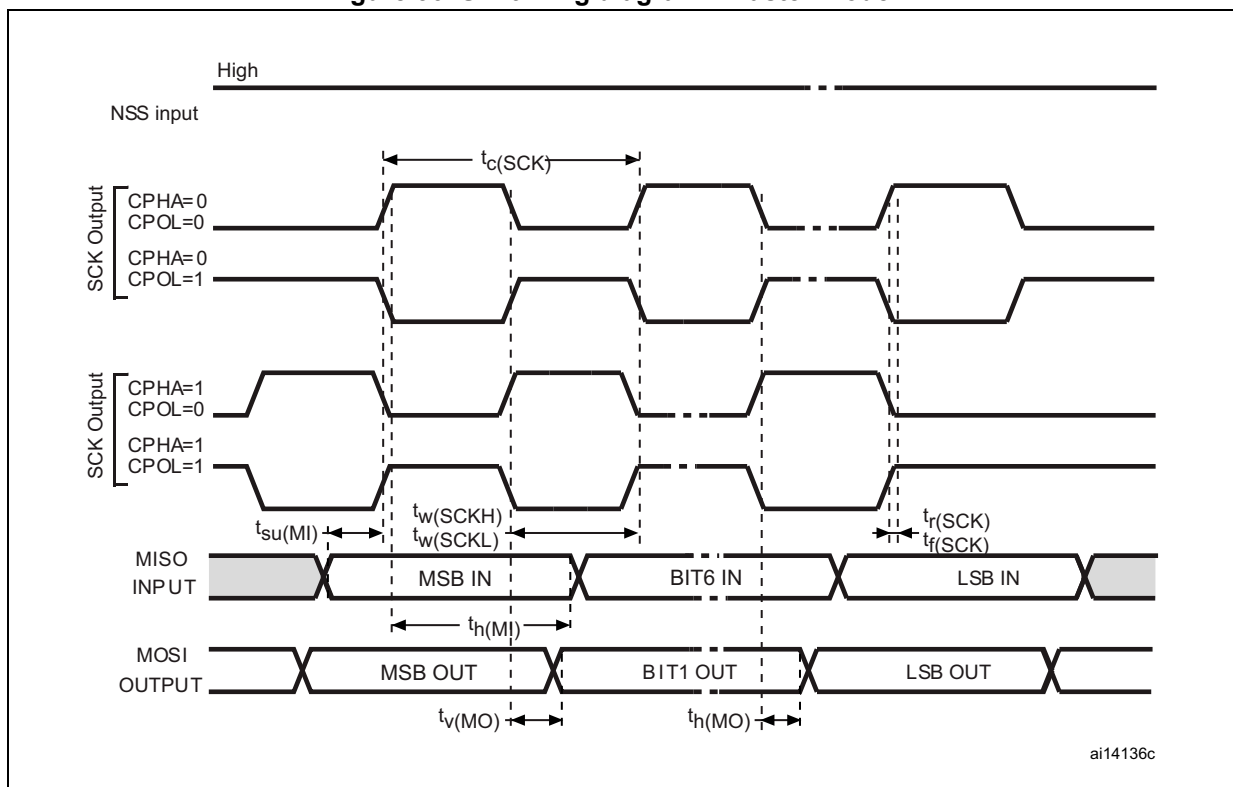 High
NSS input
tc(SCK)
SCK Output
CPHA=0
CPOL=0
CPHA=0
CPOL=1
SCK Output
CPHA=1
CPOL=0
CPHA=1
CPOL=1
tsu(MI)
tw(SCKH)
tw(SCKL)
tr(SCK)
tf(SCK)
MISO
INPUT
MSB IN
BIT6 IN
LSB IN
th(MI)
MOSI
OUTPUT
MSB OUT
BIT1 OUT
LSB OUT
tv(MO)
th(MO)
ai14136c